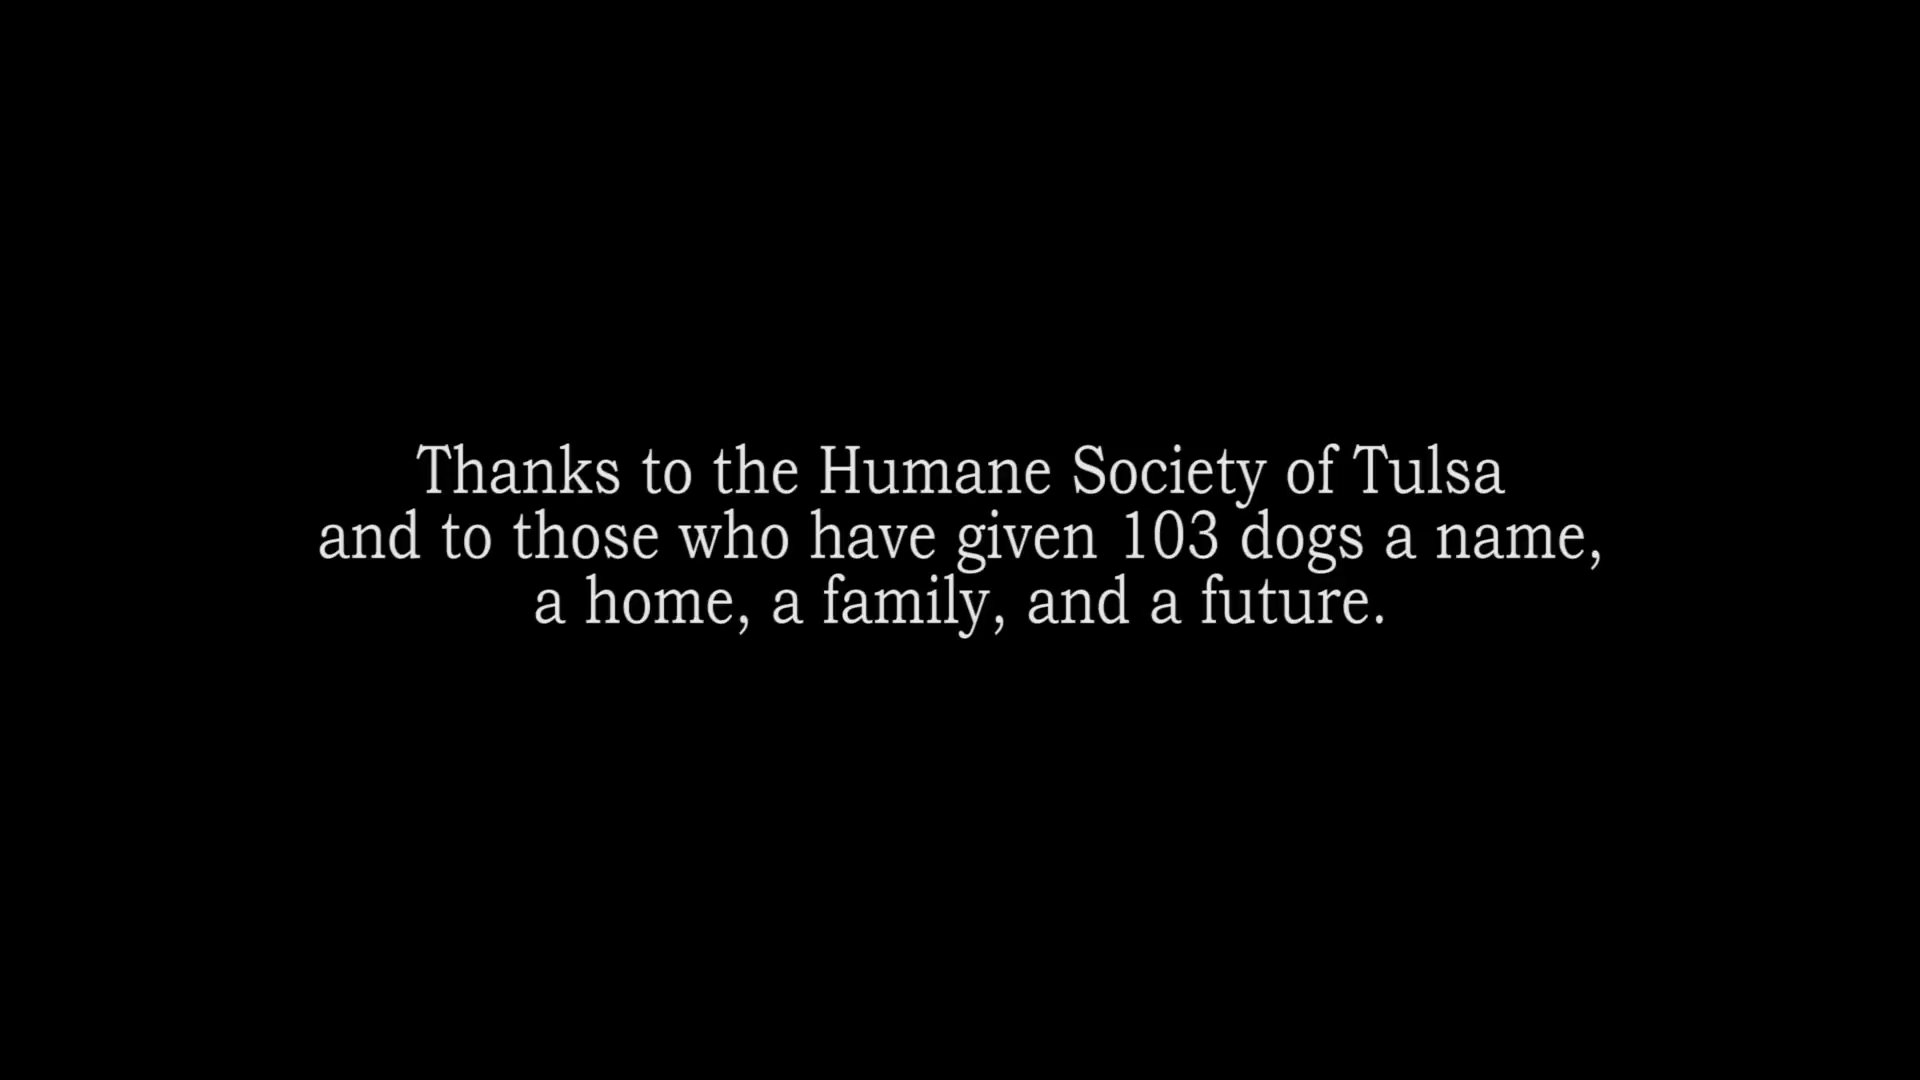 Thanks to the Humane Society of Tulsa
and to those who have given 103 dogs a name,
a home, a family, and a future.